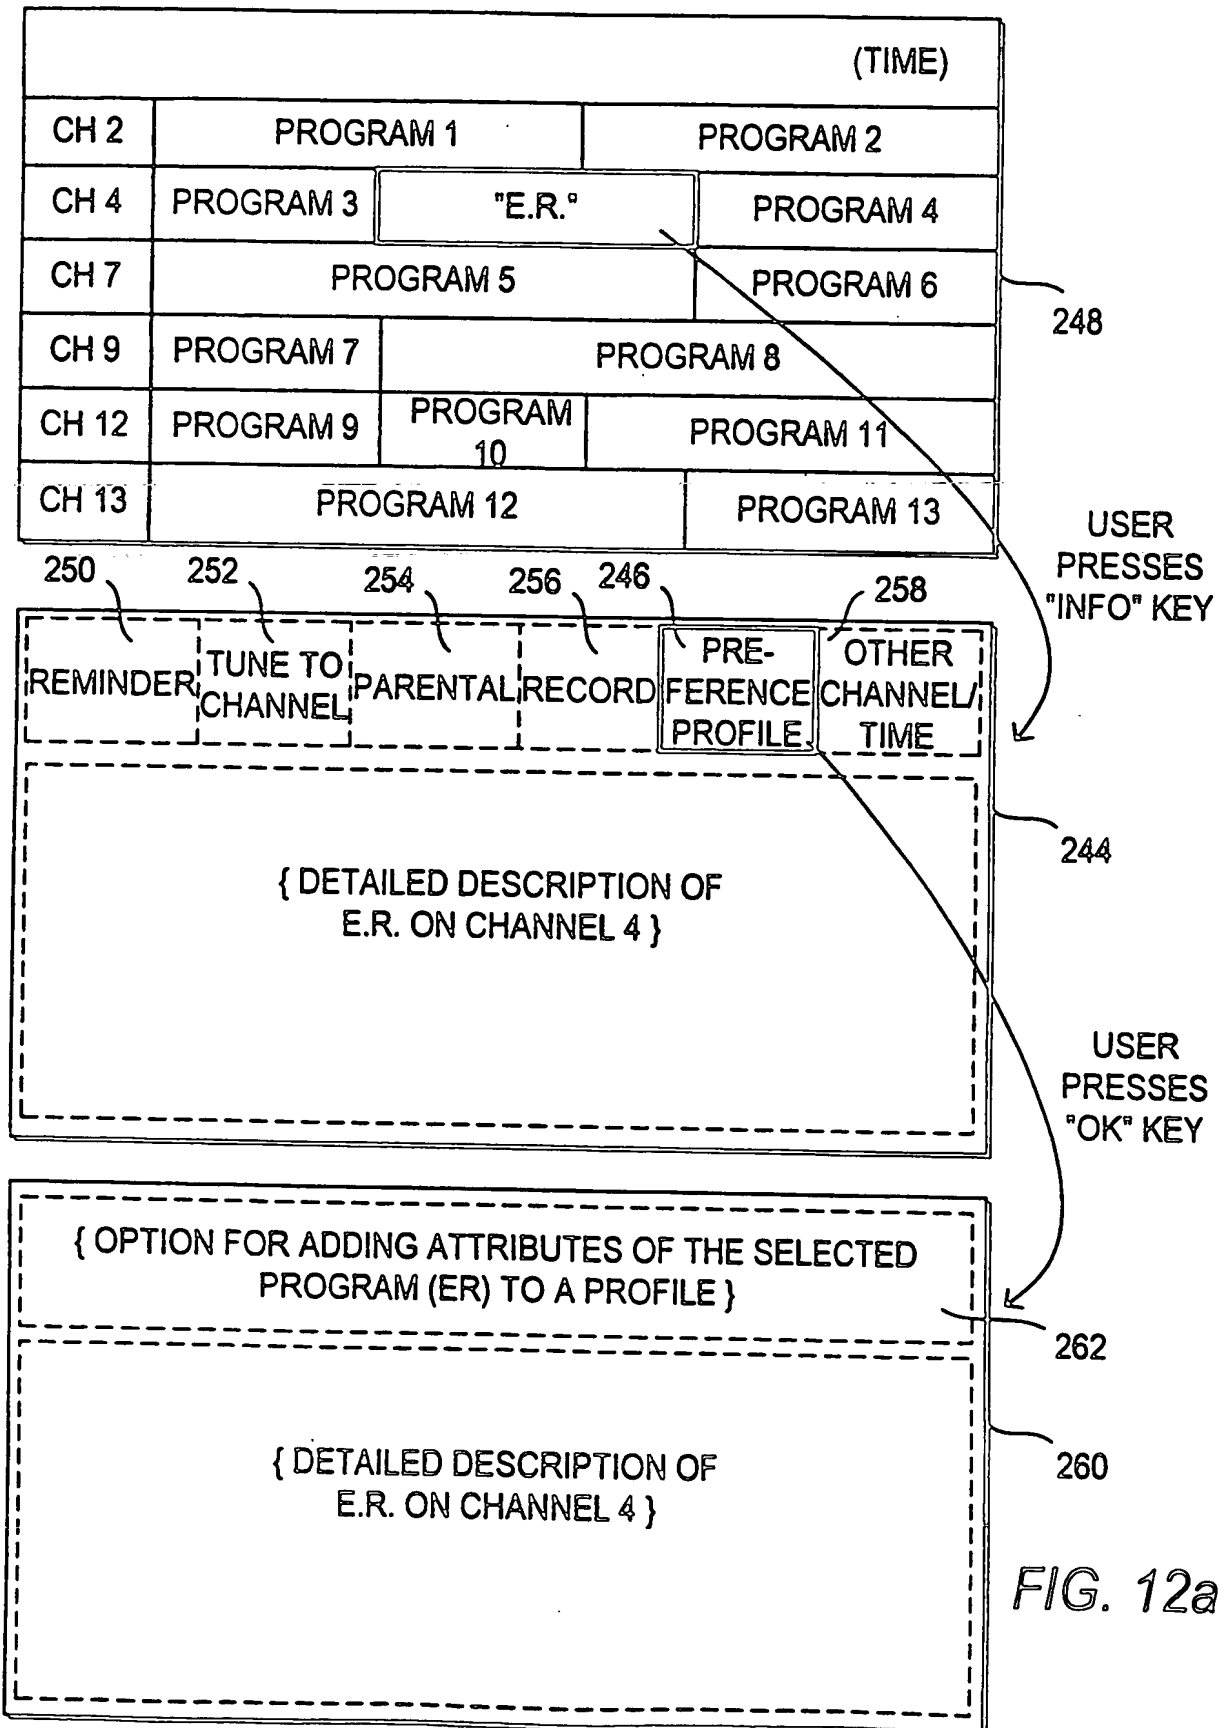 (TIME)
CH 2 PROGRAM 1 PROGRAM 2
CH 4 PROGRAM 3 "E.R." PROGRAM 4
CH 7 PROGRAM 5 PROGRAM 6
248
CH 9 PROGRAM 7 PROGRAM 8
CH 12 PROGRAM 9 PROGRAM
10 PROGRAM 11
CH 13 PROGRAM 12 PROGRAM 13
USER
PRESSES
"INFO" KEY
250 252 254 256 246 258
REMINDER
TUNE TO
CHANNEL
PARENTAL
RECORD
PRE-
FERENCE
PROFILE
OTHER
CHANNEL/
TIME
244
{ DETAILED DESCRIPTION OF
E.R. ON CHANNEL 4 }
USER
PRESSES
"OK" KEY
{ OPTION FOR ADDING ATTRIBUTES OF THE SELECTED
PROGRAM (ER) TO A PROFILE }
262
{ DETAILED DESCRIPTION OF
E.R. ON CHANNEL 4 }
260
FIG. 12a